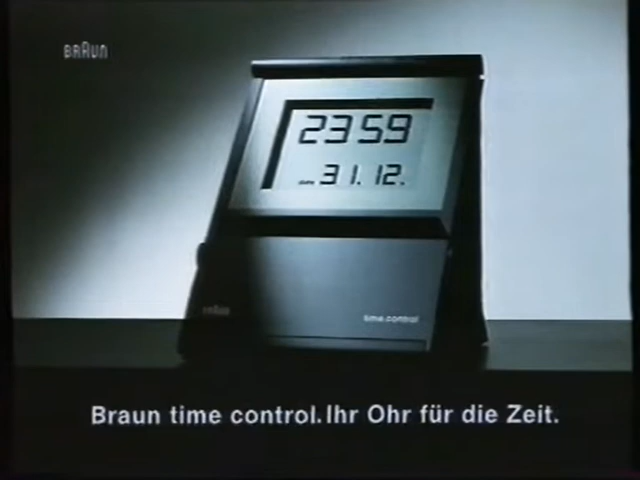 BRAUN
23 59
31. 12.
BRAUN
time.control
Braun time control. Ihr Ohr für die Zeit.